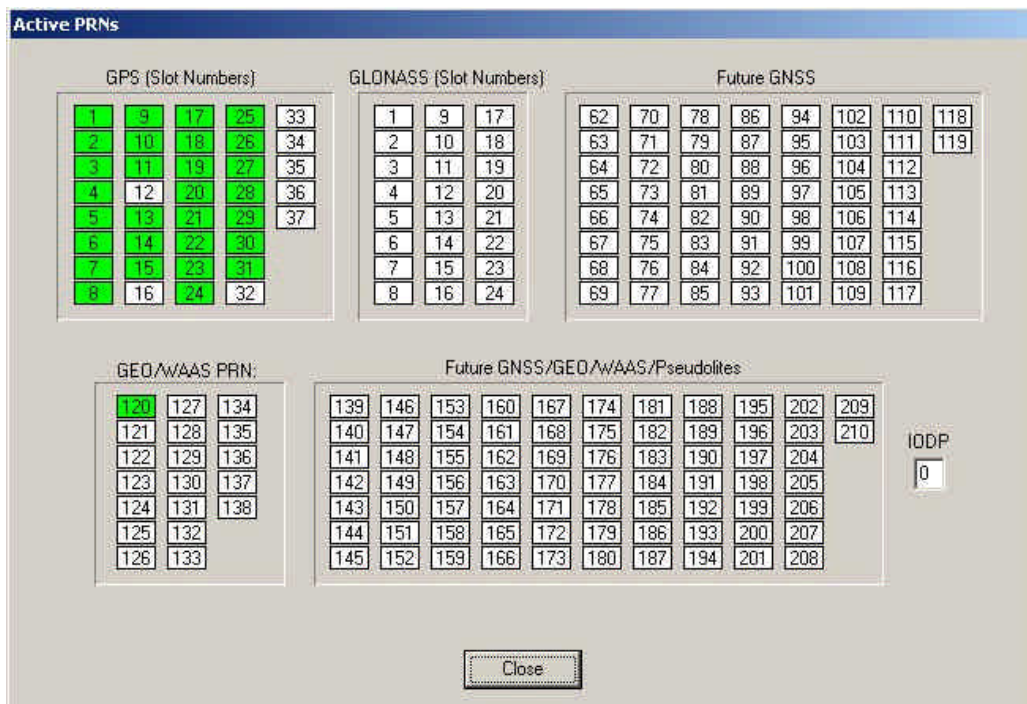 Active PRNs
GPS (Slot Numbers) GLONASS (Slot Numbers) Future GNSS
1 9 17 25 33 1 9 17 62 70 78 86 94 102 110 118
2 10 18 26 34 2 10 18 63 71 79 87 95 103 111 119
3 11 19 27 35 3 11 19 64 72 80 88 96 104 112
4 12 20 28 36 4 12 20 65 73 81 89 97 105 113
5 13 21 29 37 5 13 21 66 74 82 90 98 106 114
6 14 22 30 6 14 22 67 75 83 91 99 107 115
7 15 23 31 7 15 23 68 76 84 92 100 108 116
8 16 24 32 8 16 24 69 77 85 93 101 109 117
GEO/WAAS PRN: Future GNSS/GEO/WAAS/Pseudolites
120 127 134 139 146 153 160 167 174 181 188 195 202 209
121 128 135 140 147 154 161 168 175 182 189 196 203 210
122 129 136 141 148 155 162 169 176 183 190 197 204
123 130 137 142 149 156 163 170 177 184 191 198 205
124 131 138 143 150 157 164 171 178 185 192 199 206
125 132 144 151 158 165 172 179 186 193 200 207
126 133 145 152 159 166 173 180 187 194 201 208
IODP
0
Close